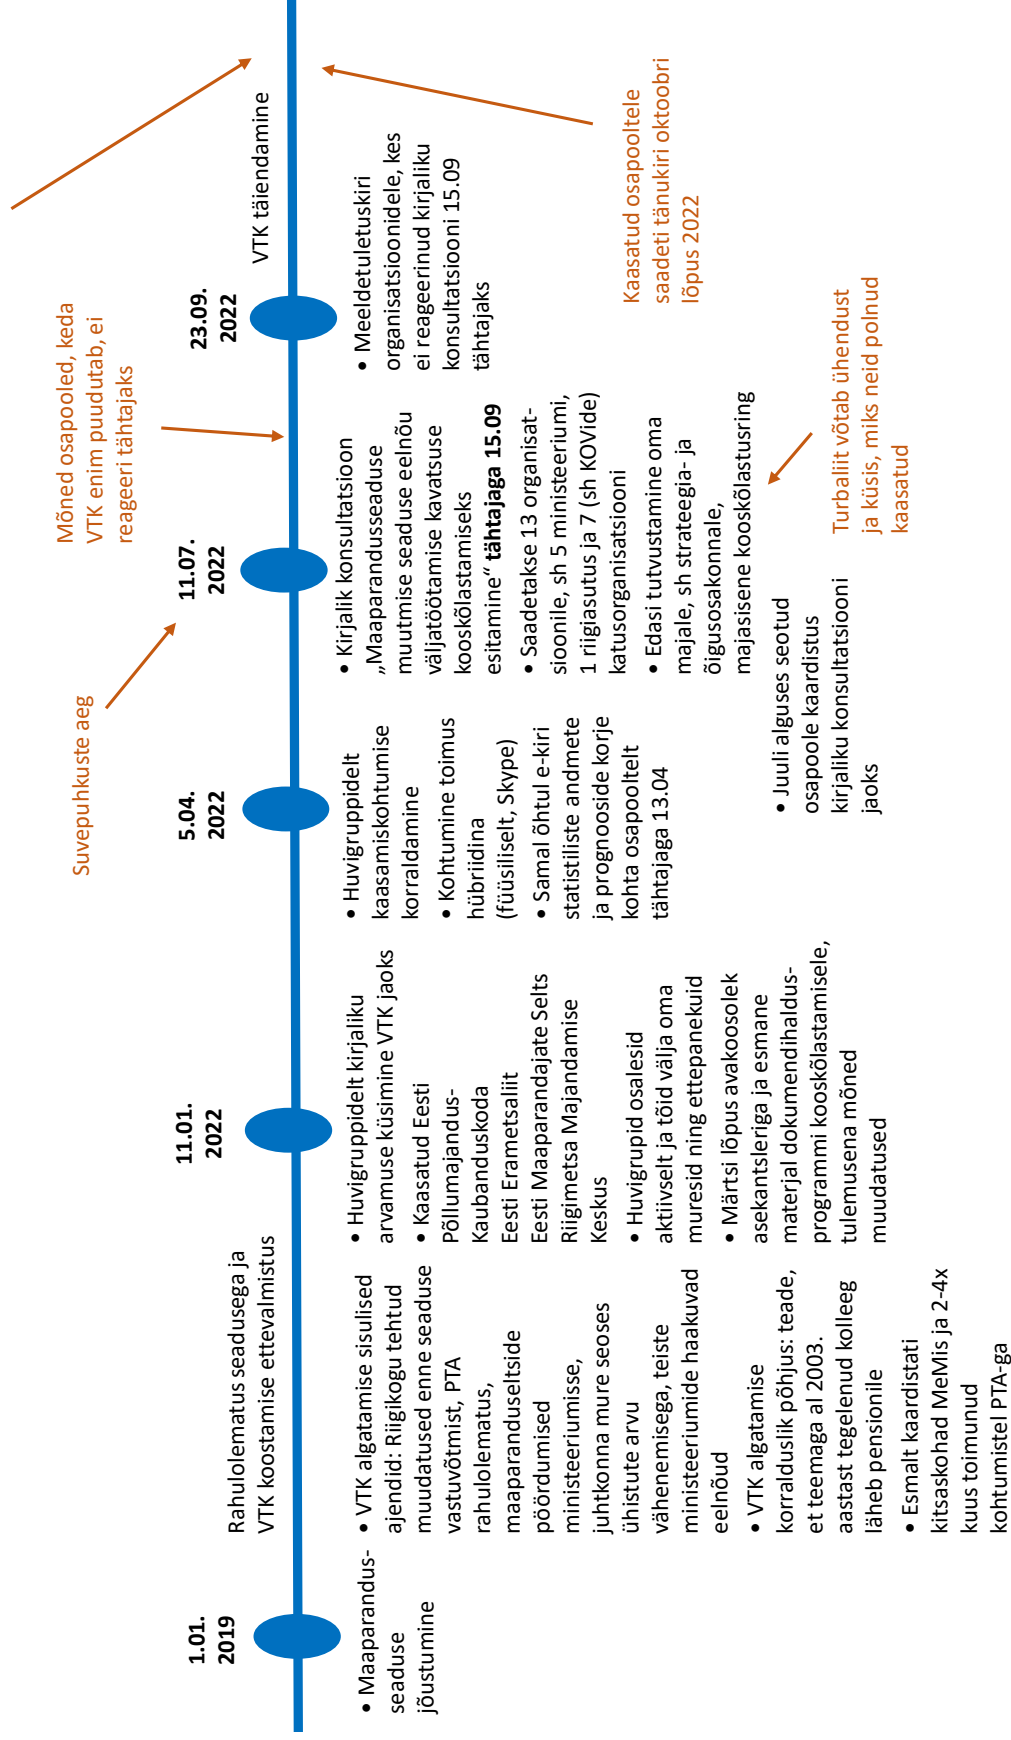 1.01.
2019
• Maaparandus-
seaduse
jõustumine
Rahulolematus seadusega ja
VTK koostamise ettevalmistus
• VTK algatamise sisulised
ajendid: Riigikogu tehtud
muudatused enne seaduse
vastuvõtmist, PTA
rahulolematus,
maaparanduseltside
pöördumised
ministeeriumisse,
juhtkonna mure seoses
ühistute arvu
vähenemisega, teiste
ministeeriumide haakuvad
eelnõud
• VTK algatamise
korralduslik põhjus: teade,
et teemaga al 2003.
aastast tegelenud kolleeg
läheb pensionile
• Esmalt kaardistati
kitsaskohad MeMis ja 2-4x
kuus toimunud
kohtumistel PTA-ga
11.01.
2022
• Huvigruppidelt kirjaliku
arvamuse küsimine VTK jaoks
• Kaasatud Eesti
Põllumajandus-
Kaubanduskoda
Eesti Erametsaliit
Eesti Maaparandajate Selts
Riigimetsa Majandamise
Keskus
• Huvigrupid osalesid
aktiivselt ja tõid välja oma
muresid ning ettepanekuid
• Märtsi lõpus avakoosolek
asekantsleriga ja esmane
materjal dokumendihaldus-
programmi kooskõlastamisele,
tulemusena mõned
muudatused
5.04.
2022
• Huvigruppidelt
kaasamiskohtumise
korraldamine
• Kohtumine toimus
hübriidina
(füüsiliselt, Skype)
• Samal õhtul e-kiri
statistiliste andmete
ja prognooside korje
kohta osapooltelt
tähtajaga 13.04
Suvepuhkuste aeg
11.07.
2022
• Kirjalik konsultatsioon
„Maaparandusseaduse
muutmise seaduse eelnõu
väljatöötamise kavatsuse
kooskõlastamiseks
esitamine“ tähtajaga 15.09
• Saadetakse 13 organisat-
sioonile, sh 5 ministeeriumi,
1 riigiasutus ja 7 (sh KOVide)
katusorganisatsiooni
• Edasi tutvustamine oma
majale, sh strateegia- ja
õigusosakonnale,
majasisene kooskõlastusring
• Juuli alguses seotud
osapoole kaardistus
kirjaliku konsultatsiooni
jaoks
Mõned osapooled, keda
VTK enim puudutab, ei
reageeri tähtajaks
Turbaliit võtab ühendust
ja küsis, miks neid polnud
kaasatud
23.09.
2022
• Meeldetuletuskiri
organisatsioonidele, kes
ei reageerinud kirjaliku
konsultatsiooni 15.09
tähtajaks
VTK täiendamine
Kaasatud osapooltele
saadeti tänukiri oktoobri
lõpus 2022